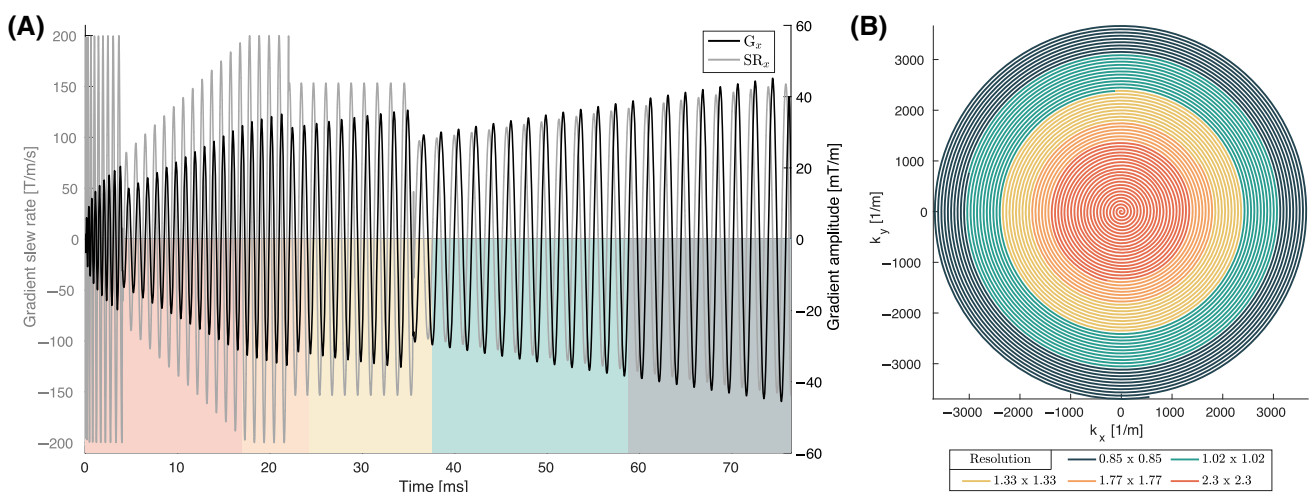 (A)
(B)
G_x
SR_x
200
150
100
50
0
−50
−100
−150
−200
Gradient slew rate [T/m/s]
60
40
20
0
−20
−40
−60
Gradient amplitude [mT/m]
0 10 20 30 40 50 60 70
Time [ms]
3000
2000
1000
0
−1000
−2000
−3000
k_y [1/m]
−3000 −2000 −1000 0 1000 2000 3000
k_x [1/m]
Resolution 0.85 x 0.85 1.02 x 1.02
1.33 x 1.33 1.77 x 1.77 2.3 x 2.3